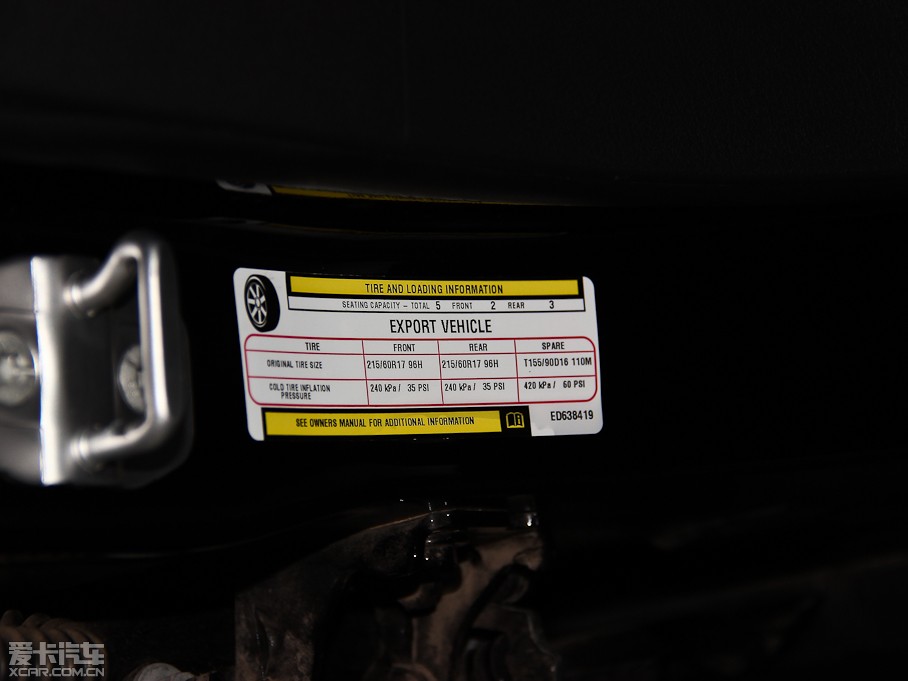 TIRE AND LOADING INFORMATION
SEATING CAPACITY – TOTAL 5 FRONT 2 REAR 3
EXPORT VEHICLE
TIRE FRONT REAR SPARE
ORIGINAL TIRE SIZE 215/60R17 96H 215/60R17 96H T155/90D16 110M
COLD TIRE INFLATION PRESSURE 240 kPa / 35 PSI 240 kPa / 35 PSI 420 kPa / 60 PSI
SEE OWNERS MANUAL FOR ADDITIONAL INFORMATION
ED638419
爱卡汽车
XCAR.COM.CN